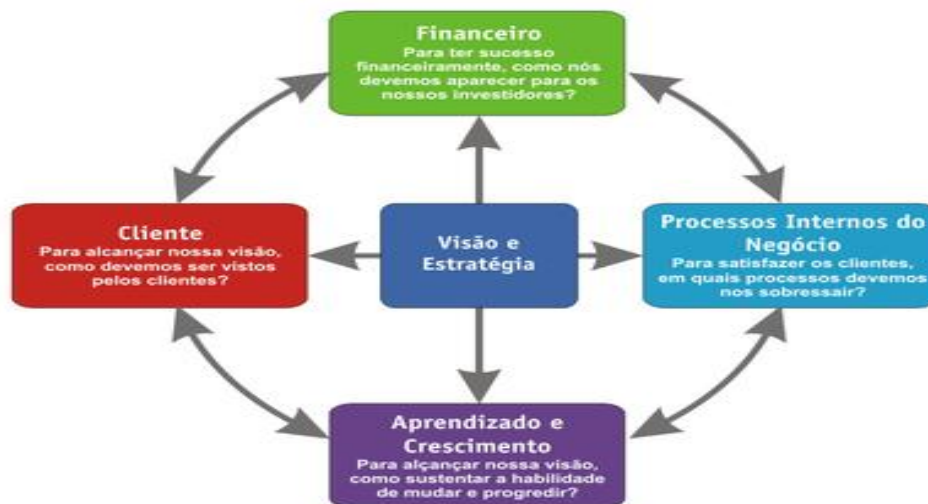 Financeiro
Para ter sucesso
financeiramente, como nós
devemos aparecer para os
nossos investidores?
Cliente
Para alcançar nossa visão,
como devemos ser vistos
pelos clientes?
Visão e
Estratégia
Processos Internos do
Negócio
Para satisfazer os clientes,
em quais processos devemos
nos sobressair?
Aprendizado e
Crescimento
Para alçançar nossa visão,
como sustentar a habilidade
de mudar e progredir?